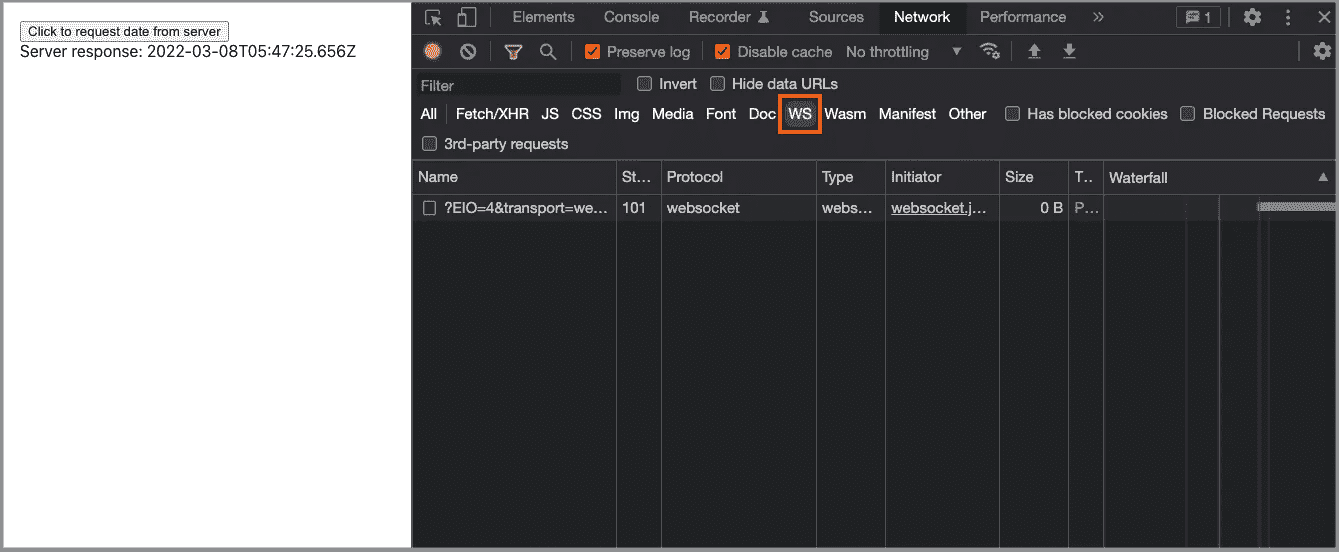 Click to request date from server
Server response: 2022-03-08T05:47:25.656Z
Elements Console Recorder Sources Network Performance » 1
Preserve log Disable cache No throttling
Filter Invert Hide data URLs
All Fetch/XHR JS CSS Img Media Font Doc WS Wasm Manifest Other Has blocked cookies Blocked Requests
3rd-party requests
Name St... Protocol Type Initiator Size T.. Waterfall
?EIO=4&transport=we... 101 websocket webs... websocket.j... 0 B P...